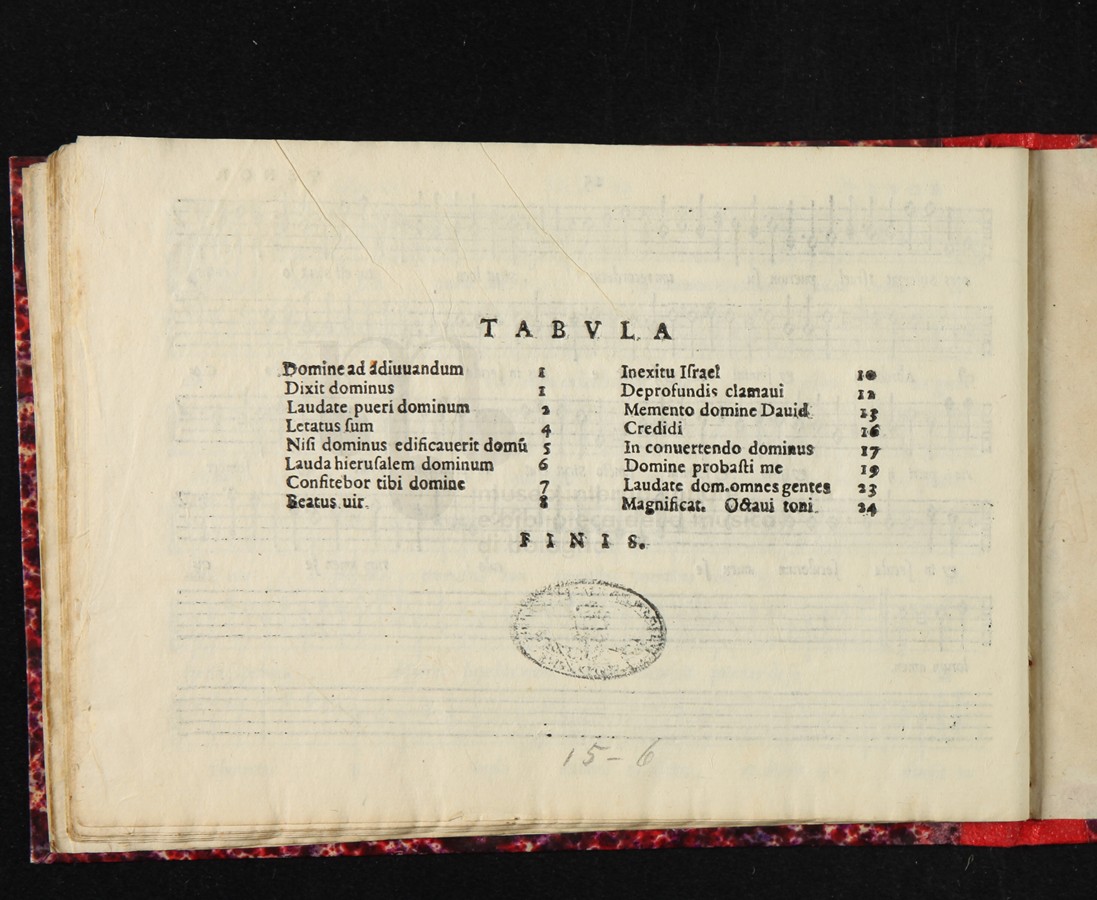 T A B V L A
Domine ad adiuuandum 1
Dixit dominus 1
Laudate pueri dominum 2
Letatus ſum 4
Niſi dominus edificauerit domū 5
Lauda hieruſalem dominum 6
Confitebor tibi domine 7
Beatus uir. 8
Inexitu Iſrael 10
Deprofundis clamaui 12
Memento domine Dauid 13
Credidi 16
In conuertendo dominus 17
Domine probaſti me 19
Laudate dom.omnes gentes 23
Magnificat. Octaui toni. 24
F I N I S.
15-6